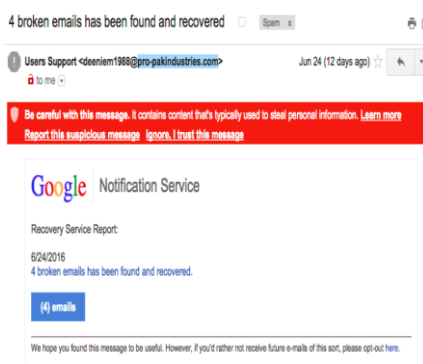 4 broken emails has been found and recovered Spam x
Users Support <deeniem1988@pro-pakindustries.com> Jun 24 (12 days ago)
to me
Be careful with this message. It contains content that's typically used to steal personal information. Learn more
Report this suspicious message Ignore, I trust this message
Google Notification Service
Recovery Service Report:
6/24/2016
4 broken emails has been found and recovered.
(4) emails
We hope you found this message to be useful. However, if you'd rather not receive future e-mails of this sort, please opt-out here.